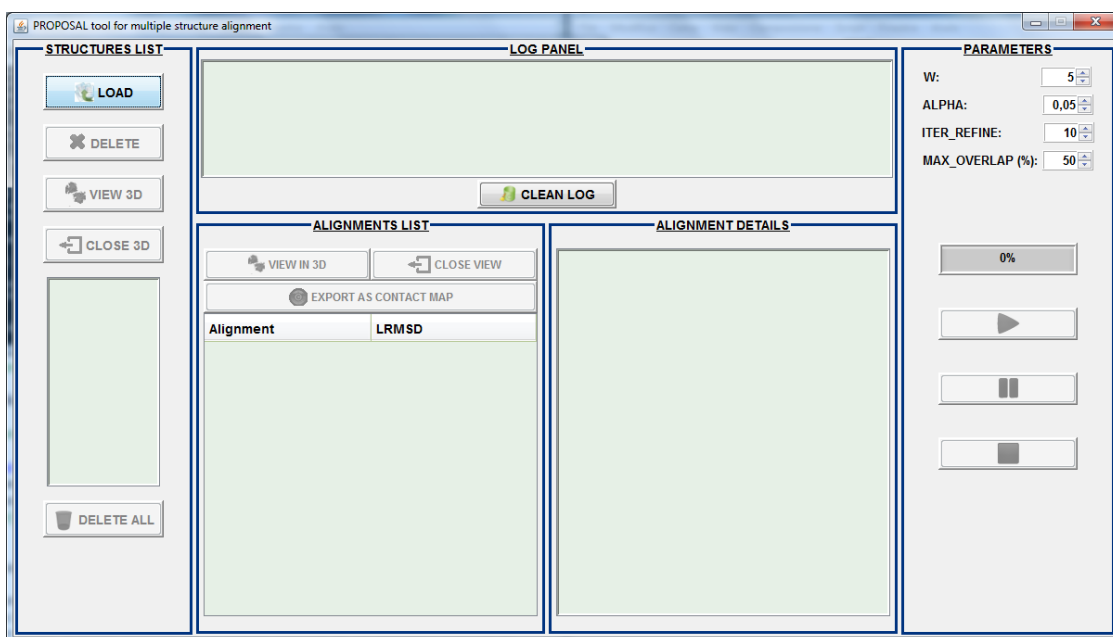 PROPOSAL tool for multiple structure alignment
STRUCTURES LIST
LOAD
DELETE
VIEW 3D
CLOSE 3D
DELETE ALL
LOG PANEL
CLEAN LOG
ALIGNMENTS LIST
VIEW IN 3D CLOSE VIEW
EXPORT AS CONTACT MAP
Alignment LRMSD
ALIGNMENT DETAILS
PARAMETERS
W: 5
ALPHA: 0,05
ITER_REFINE: 10
MAX_OVERLAP (%): 50
0%